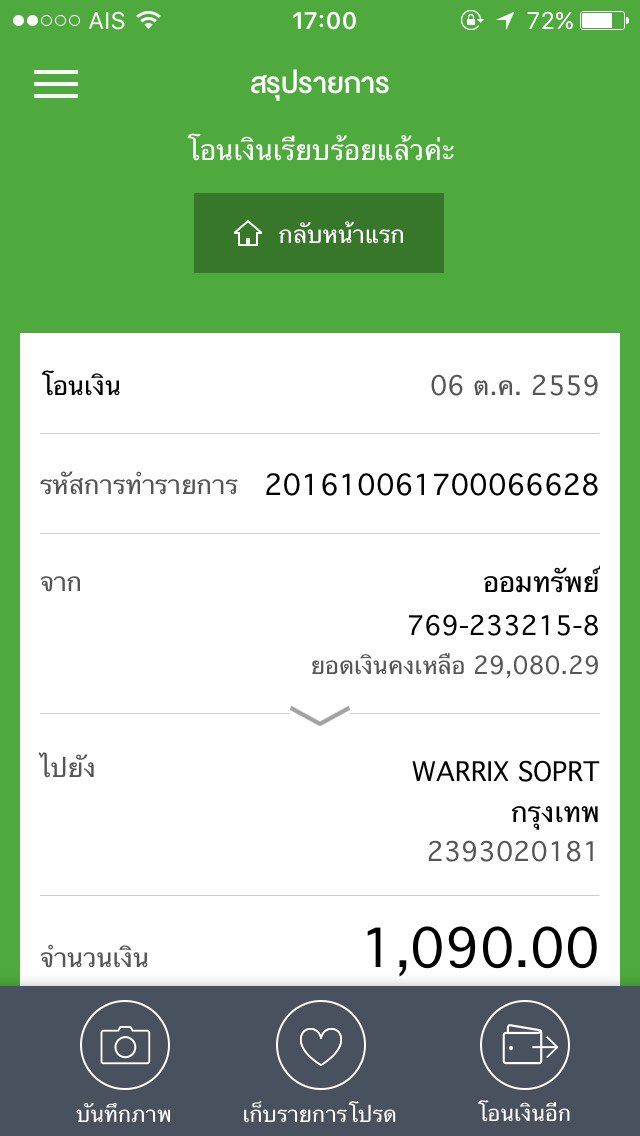 AIS 17:00 72%
สรุปรายการ
โอนเงินเรียบร้อยแล้วค่ะ
กลับหน้าแรก
โอนเงิน 06 ต.ค. 2559
รหัสการทำรายการ 201610061700066628
จาก ออมทรัพย์
769-233215-8
ยอดเงินคงเหลือ 29,080.29
ไปยัง WARRIX SOPRT
กรุงเทพ
2393020181
จำนวนเงิน 1,090.00
บันทึกภาพ เก็บรายการโปรด โอนเงินอีก